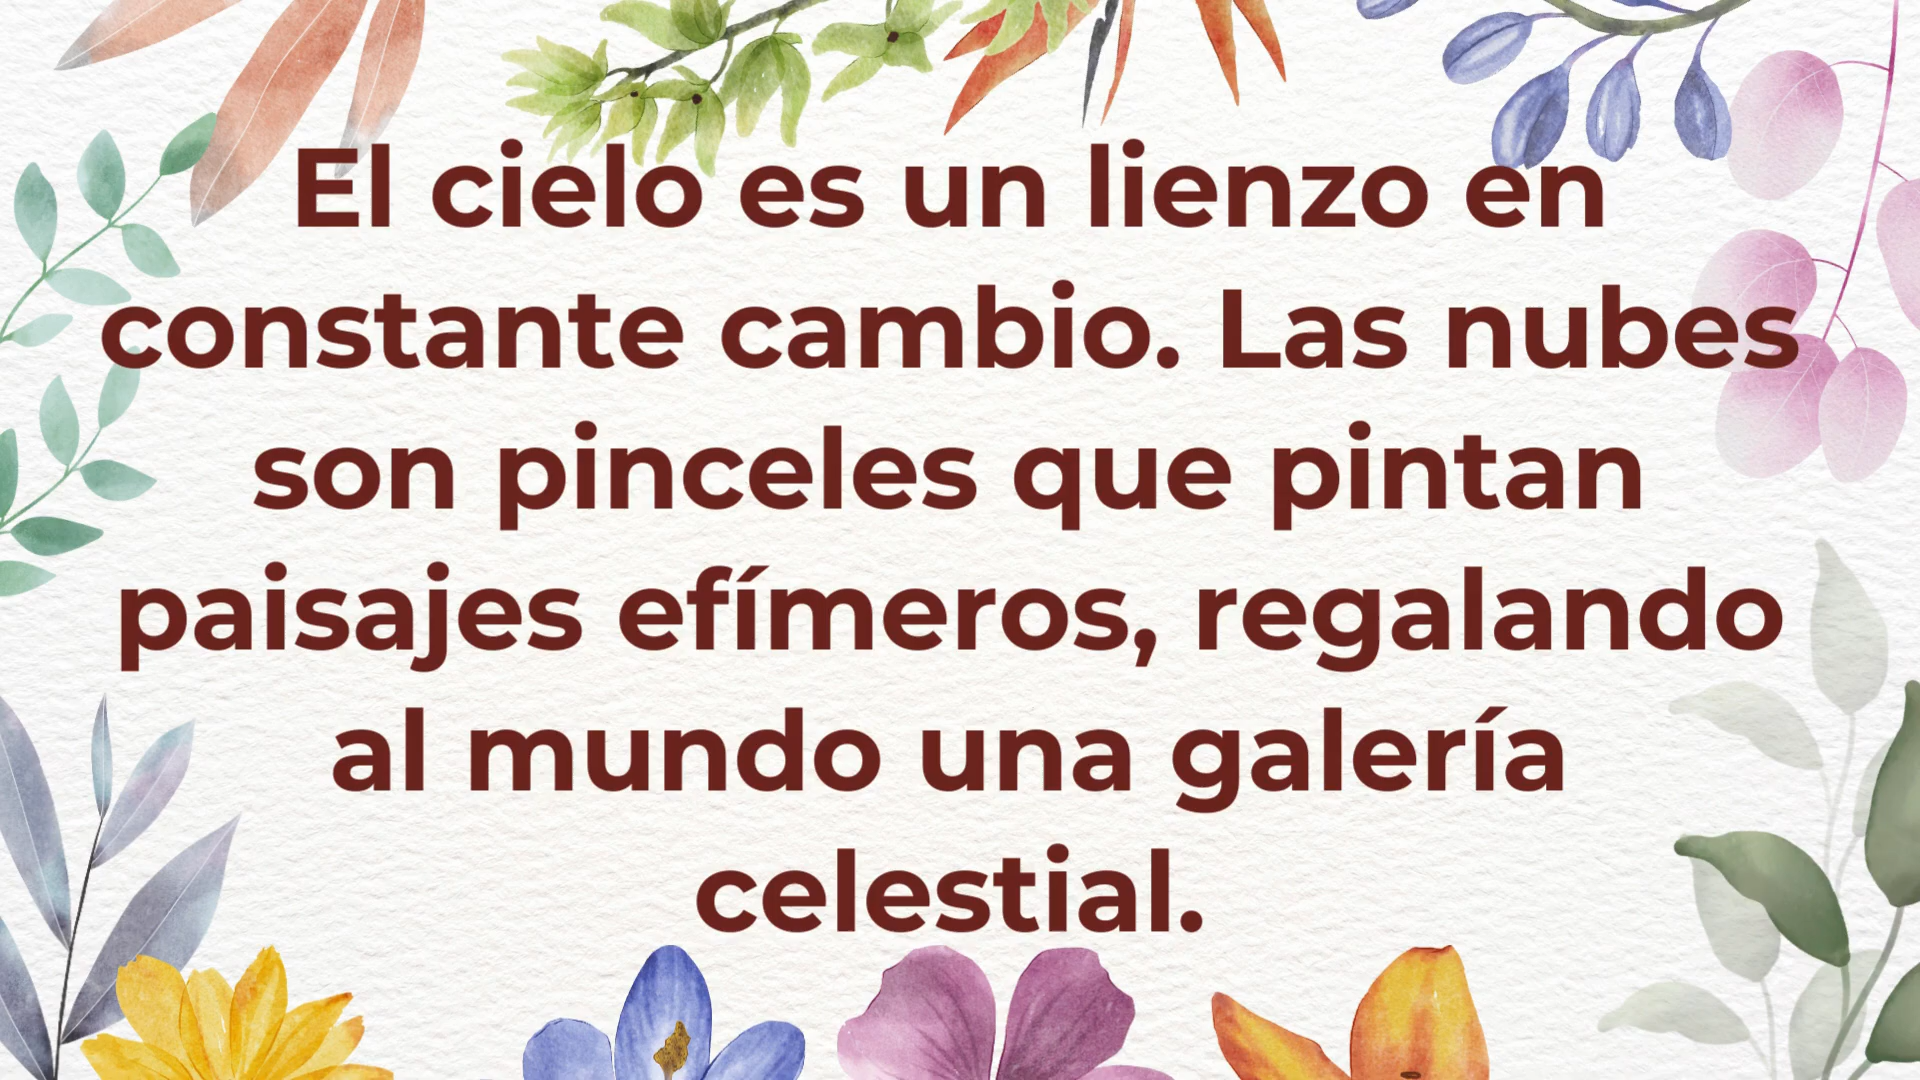 El cielo es un lienzo en
constante cambio. Las nubes
son pinceles que pintan
paisajes efímeros, regalando
al mundo una galería
celestial.